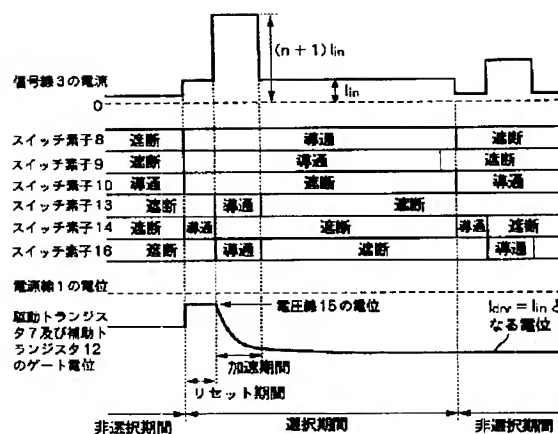 (n+1) Iin
信号線3の電流
Iin
0
スイッチ素子8 遮断 導通 遮断
スイッチ素子9 遮断 導通 遮断
スイッチ素子10 導通 遮断 導通
スイッチ素子13 遮断 導通 遮断
スイッチ素子14 遮断 導通 遮断 導通 遮断
スイッチ素子16 遮断 導通 遮断 導通
電源線1の電位
電圧線15の電位
駆動トランジス
タ7及び補助ト
ランジスタ12
のゲート電位
Idrv=Iinと
なる電位
加速期間
リセット期間
非選択期間 選択期間 非選択期間